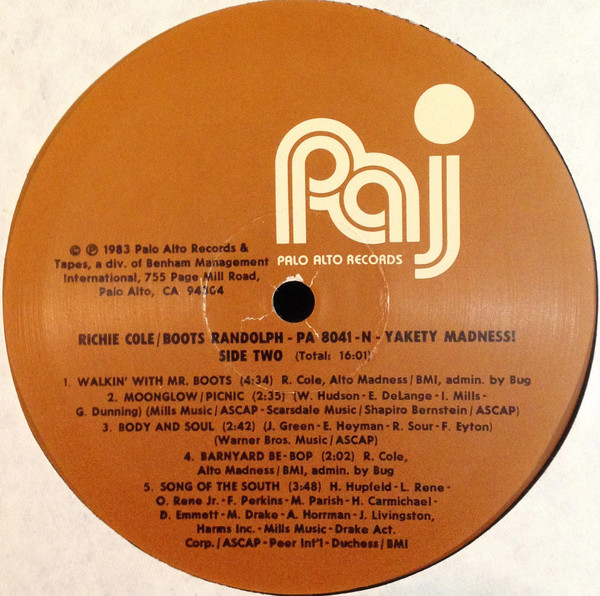 Paj
PALO ALTO RECORDS
© ℗ 1983 Palo Alto Records &
Tapes, a div. of Benham Management
International, 755 Page Mill Road,
Palo Alto, CA 94304
RICHIE COLE/BOOTS RANDOLPH - PA 8041-N - YAKETY MADNESS!
SIDE TWO (Total: 16:01)
1. WALKIN' WITH MR. BOOTS (4:34) R. Cole, Alto Madness/BMI, admin. by Bug
2. MOONGLOW/PICNIC (2:35) (W. Hudson - E. DeLange - I. Mills-
G. Dunning) (Mills Music/ASCAP - Scarsdale Music/Shapiro Bernstein/ASCAP)
3. BODY AND SOUL (2:42) (J. Green-E. Heyman-R. Sour-F. Eyton)
(Warner Bros. Music/ASCAP)
4. BARNYARD BE-BOP (2:02) R. Cole,
Alto Madness/BMI, admin. by Bug
5. SONG OF THE SOUTH (3:48) H. Hupfeld - L. Rene-
O. Rene Jr. - F. Perkins - M. Parish - H. Carmichael-
D. Emmett - M. Drake - A. Horrman - J. Livingston,
Harms Inc. - Mills Music - Drake Act.
Corp./ASCAP - Peer Int'l - Duchess/BMI